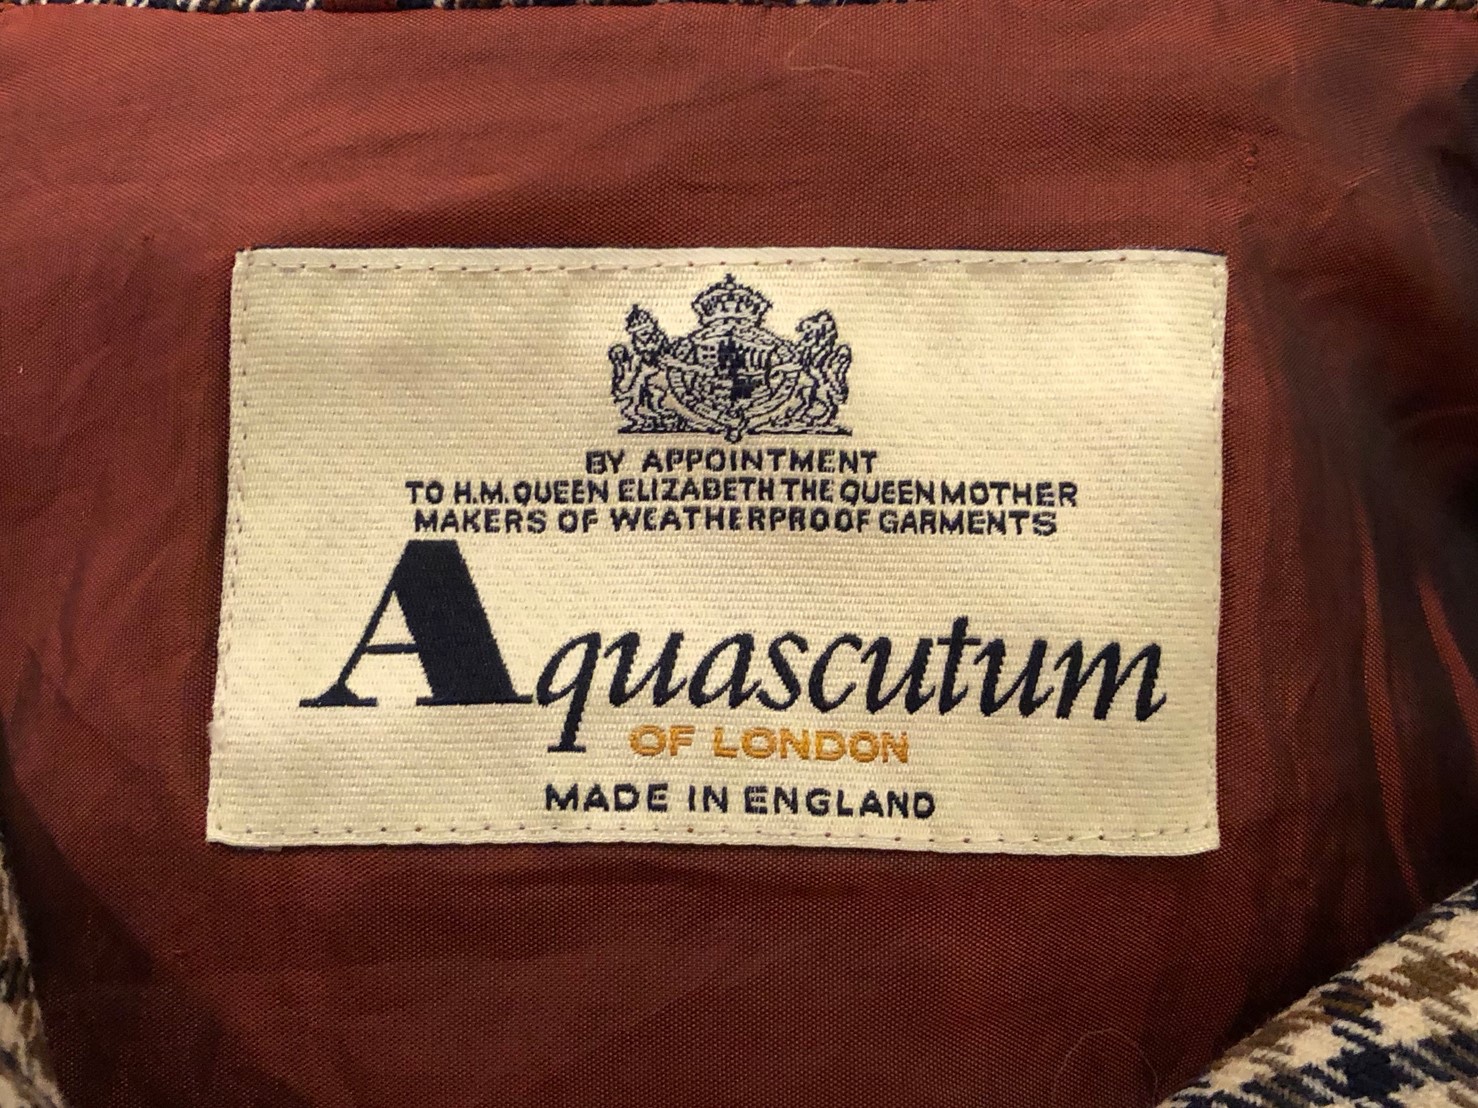 BY APPOINTMENT
TO H.M. QUEEN ELIZABETH THE QUEEN MOTHER
MAKERS OF WEATHERPROOF GARMENTS
Aquascutum
OF LONDON
MADE IN ENGLAND